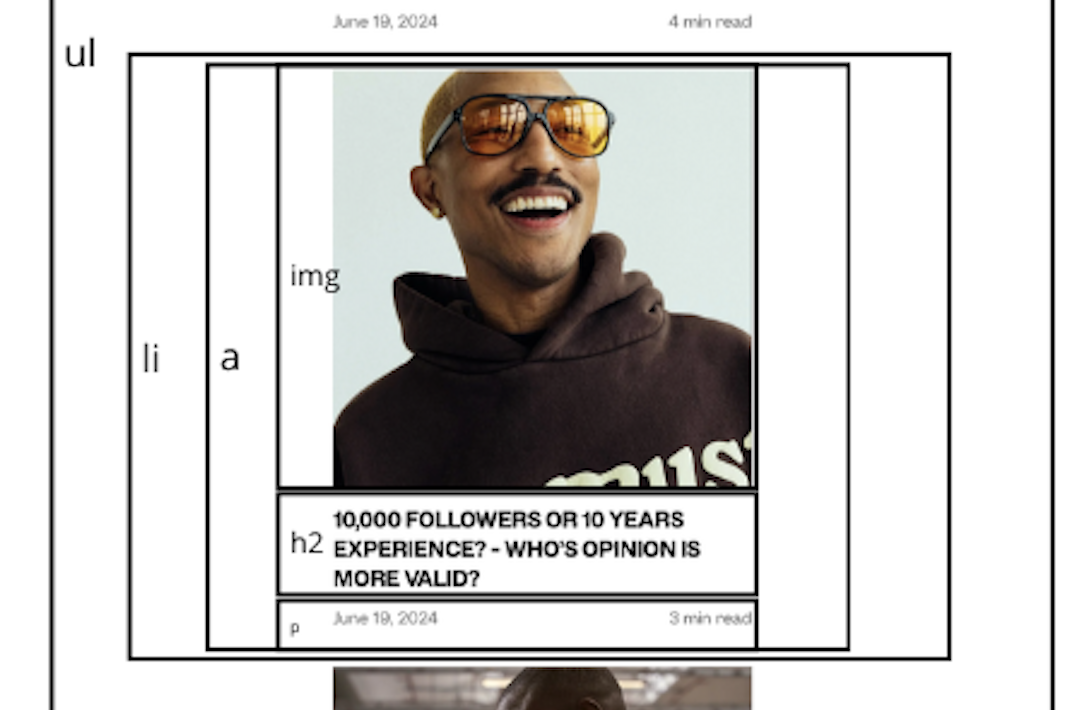 June 19, 2024 4 min read
ul
img
li
a
h2
10,000 FOLLOWERS OR 10 YEARS
EXPERIENCE? - WHO'S OPINION IS
MORE VALID?
p
June 19, 2024 3 min read